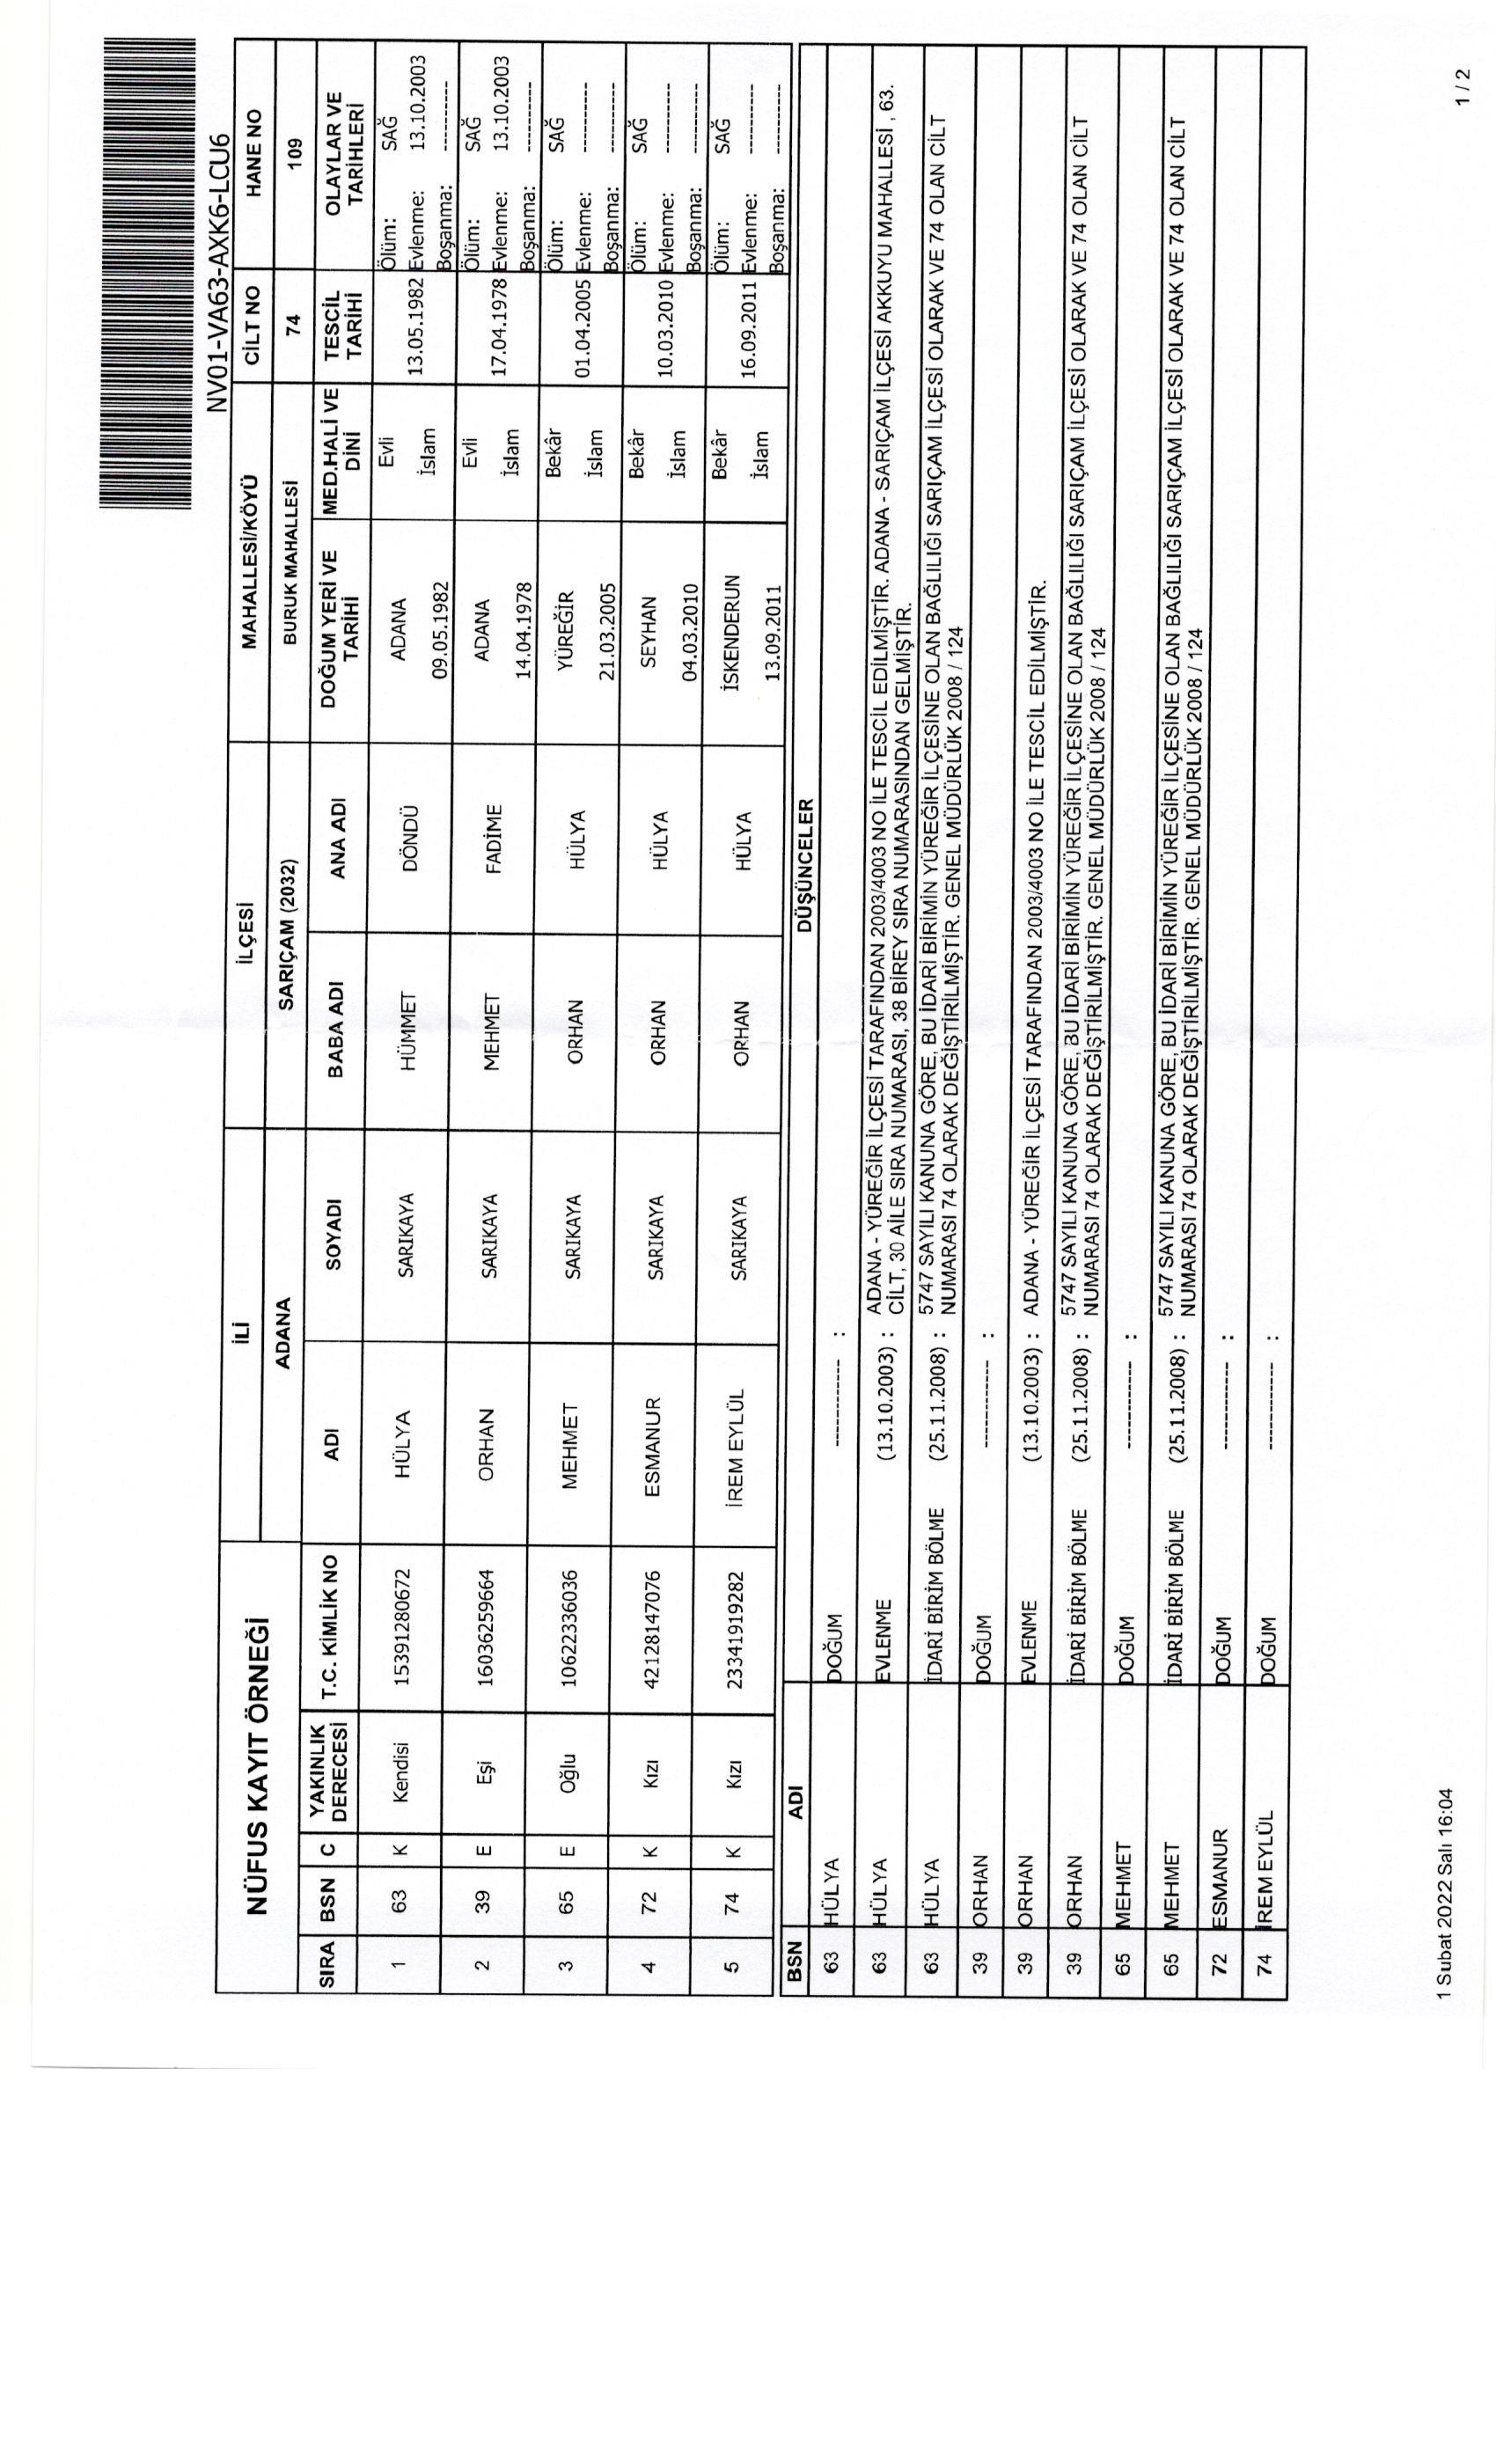 NV01-VA63-AXK6-LCU6
NÜFUS KAYIT ÖRNEĞİ İLİ İLÇESİ MAHALLESİ/KÖYÜ CİLT NO HANE NO
ADANA SARIÇAM (2032) BURUK MAHALLESİ 74 109
SIRA BSN C YAKINLIK DERECESİ T.C. KİMLİK NO ADI SOYADI BABA ADI ANA ADI DOĞUM YERİ VE TARİHİ MED.HALİ VE DİNİ TESCİL TARİHİ OLAYLAR VE TARİHLERİ
1 63 K Kendisi 15391280672 HÜLYA SARIKAYA HÜMMET DÖNDÜ ADANA 09.05.1982 Evli İslam 13.05.1982 Ölüm: SAĞ Evlenme: 13.10.2003 Boşanma: ----------
2 39 E Eşi 16036259664 ORHAN SARIKAYA MEHMET FADİME ADANA 14.04.1978 Evli İslam 17.04.1978 Ölüm: SAĞ Evlenme: 13.10.2003 Boşanma: ----------
3 65 E Oğlu 10622336036 MEHMET SARIKAYA ORHAN HÜLYA YÜREĞİR 21.03.2005 Bekâr İslam 01.04.2005 Ölüm: SAĞ Evlenme: ---------- Boşanma: ----------
4 72 K Kızı 42128147076 ESMANUR SARIKAYA ORHAN HÜLYA SEYHAN 04.03.2010 Bekâr İslam 10.03.2010 Ölüm: SAĞ Evlenme: ---------- Boşanma: ----------
5 74 K Kızı 23341919282 İREM EYLÜL SARIKAYA ORHAN HÜLYA İSKENDERUN 13.09.2011 Bekâr İslam 16.09.2011 Ölüm: SAĞ Evlenme: ---------- Boşanma: ----------
BSN ADI DÜŞÜNCELER
63 HÜLYA DOĞUM ------------ :
63 HÜLYA EVLENME (13.10.2003) : ADANA - YÜREĞİR İLÇESİ TARAFINDAN 2003/4003 NO İLE TESCİL EDİLMİŞTİR. ADANA - SARIÇAM İLÇESİ AKKUYU MAHALLESİ , 63.
CİLT, 30 AİLE SIRA NUMARASI, 38 BİREY SIRA NUMARASINDAN GELMİŞTİR.
63 HÜLYA İDARİ BİRİM BÖLME (25.11.2008) : 5747 SAYILI KANUNA GÖRE, BU İDARİ BİRİMİN YÜREĞİR İLÇESİNE OLAN BAĞLILIĞI SARIÇAM İLÇESİ OLARAK VE 74 OLAN CİLT
NUMARASI 74 OLARAK DEĞİŞTİRİLMİŞTİR. GENEL MÜDÜRLÜK 2008 / 124
39 ORHAN DOĞUM ------------ :
39 ORHAN EVLENME (13.10.2003) : ADANA - YÜREĞİR İLÇESİ TARAFINDAN 2003/4003 NO İLE TESCİL EDİLMİŞTİR.
39 ORHAN İDARİ BİRİM BÖLME (25.11.2008) : 5747 SAYILI KANUNA GÖRE, BU İDARİ BİRİMİN YÜREĞİR İLÇESİNE OLAN BAĞLILIĞI SARIÇAM İLÇESİ OLARAK VE 74 OLAN CİLT
NUMARASI 74 OLARAK DEĞİŞTİRİLMİŞTİR. GENEL MÜDÜRLÜK 2008 / 124
65 MEHMET DOĞUM ------------ :
65 MEHMET İDARİ BİRİM BÖLME (25.11.2008) : 5747 SAYILI KANUNA GÖRE, BU İDARİ BİRİMİN YÜREĞİR İLÇESİNE OLAN BAĞLILIĞI SARIÇAM İLÇESİ OLARAK VE 74 OLAN CİLT
NUMARASI 74 OLARAK DEĞİŞTİRİLMİŞTİR. GENEL MÜDÜRLÜK 2008 / 124
72 ESMANUR DOĞUM ------------ :
74 İREM EYLÜL DOĞUM ------------ :
1 Subat 2022 Salı 16:04
1 / 2